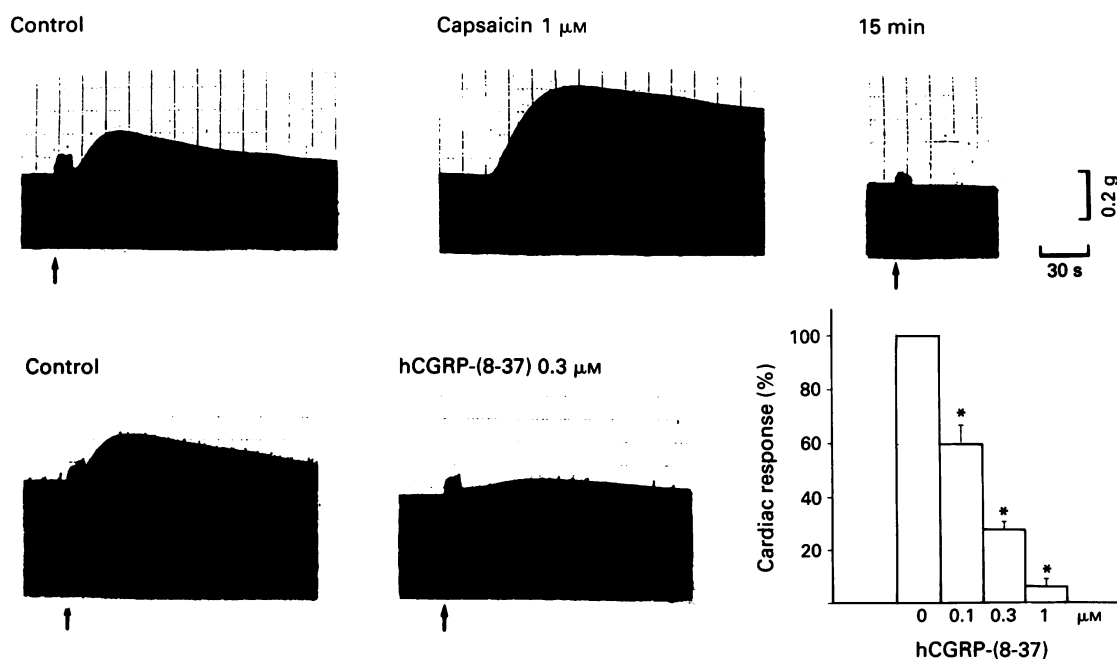 Control
Capsaicin 1 μM
15 min
0.2 g
30 s
Control
hCGRP-(8-37) 0.3 μM
Cardiac response (%)
100
80
60
40
20
*
*
*
0 0.1 0.3 1 μM
hCGRP-(8-37)